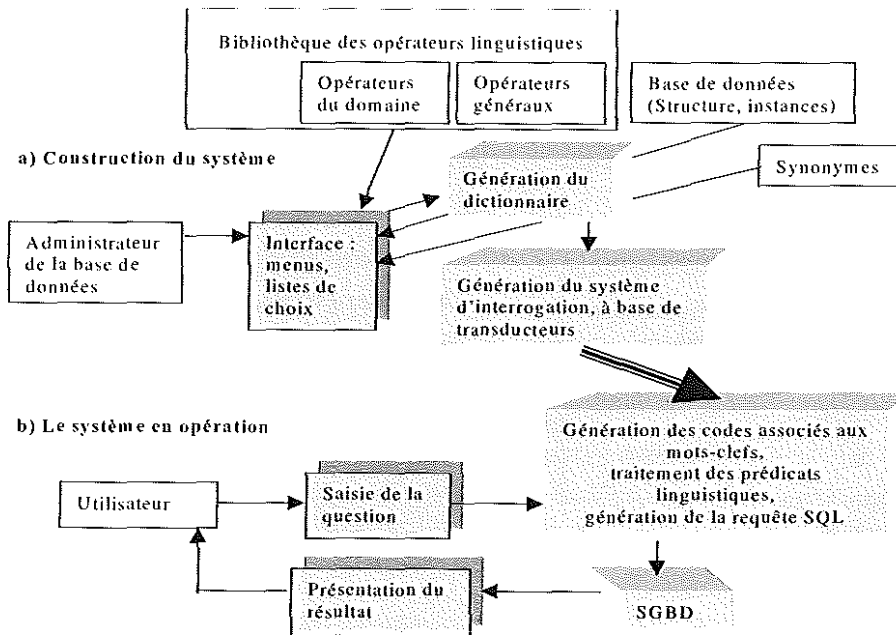 Bibliothèque des opérateurs linguistiques
Opérateurs
du domaine
Opérateurs
généraux
Base de données
(Structure, instances)
a) Construction du système
Génération du
dictionnaire
Synonymes
Administrateur
de la base de
données
Interface :
menus,
listes de
choix
Génération du système
d'interrogation, à base de
transducteurs
b) Le système en opération
Génération des codes associés aux
mots-clefs,
traitement des prédicats
linguistiques,
génération de la requête SQL
Utilisateur
Saisie de la
question
Présentation du
résultat
SGBD